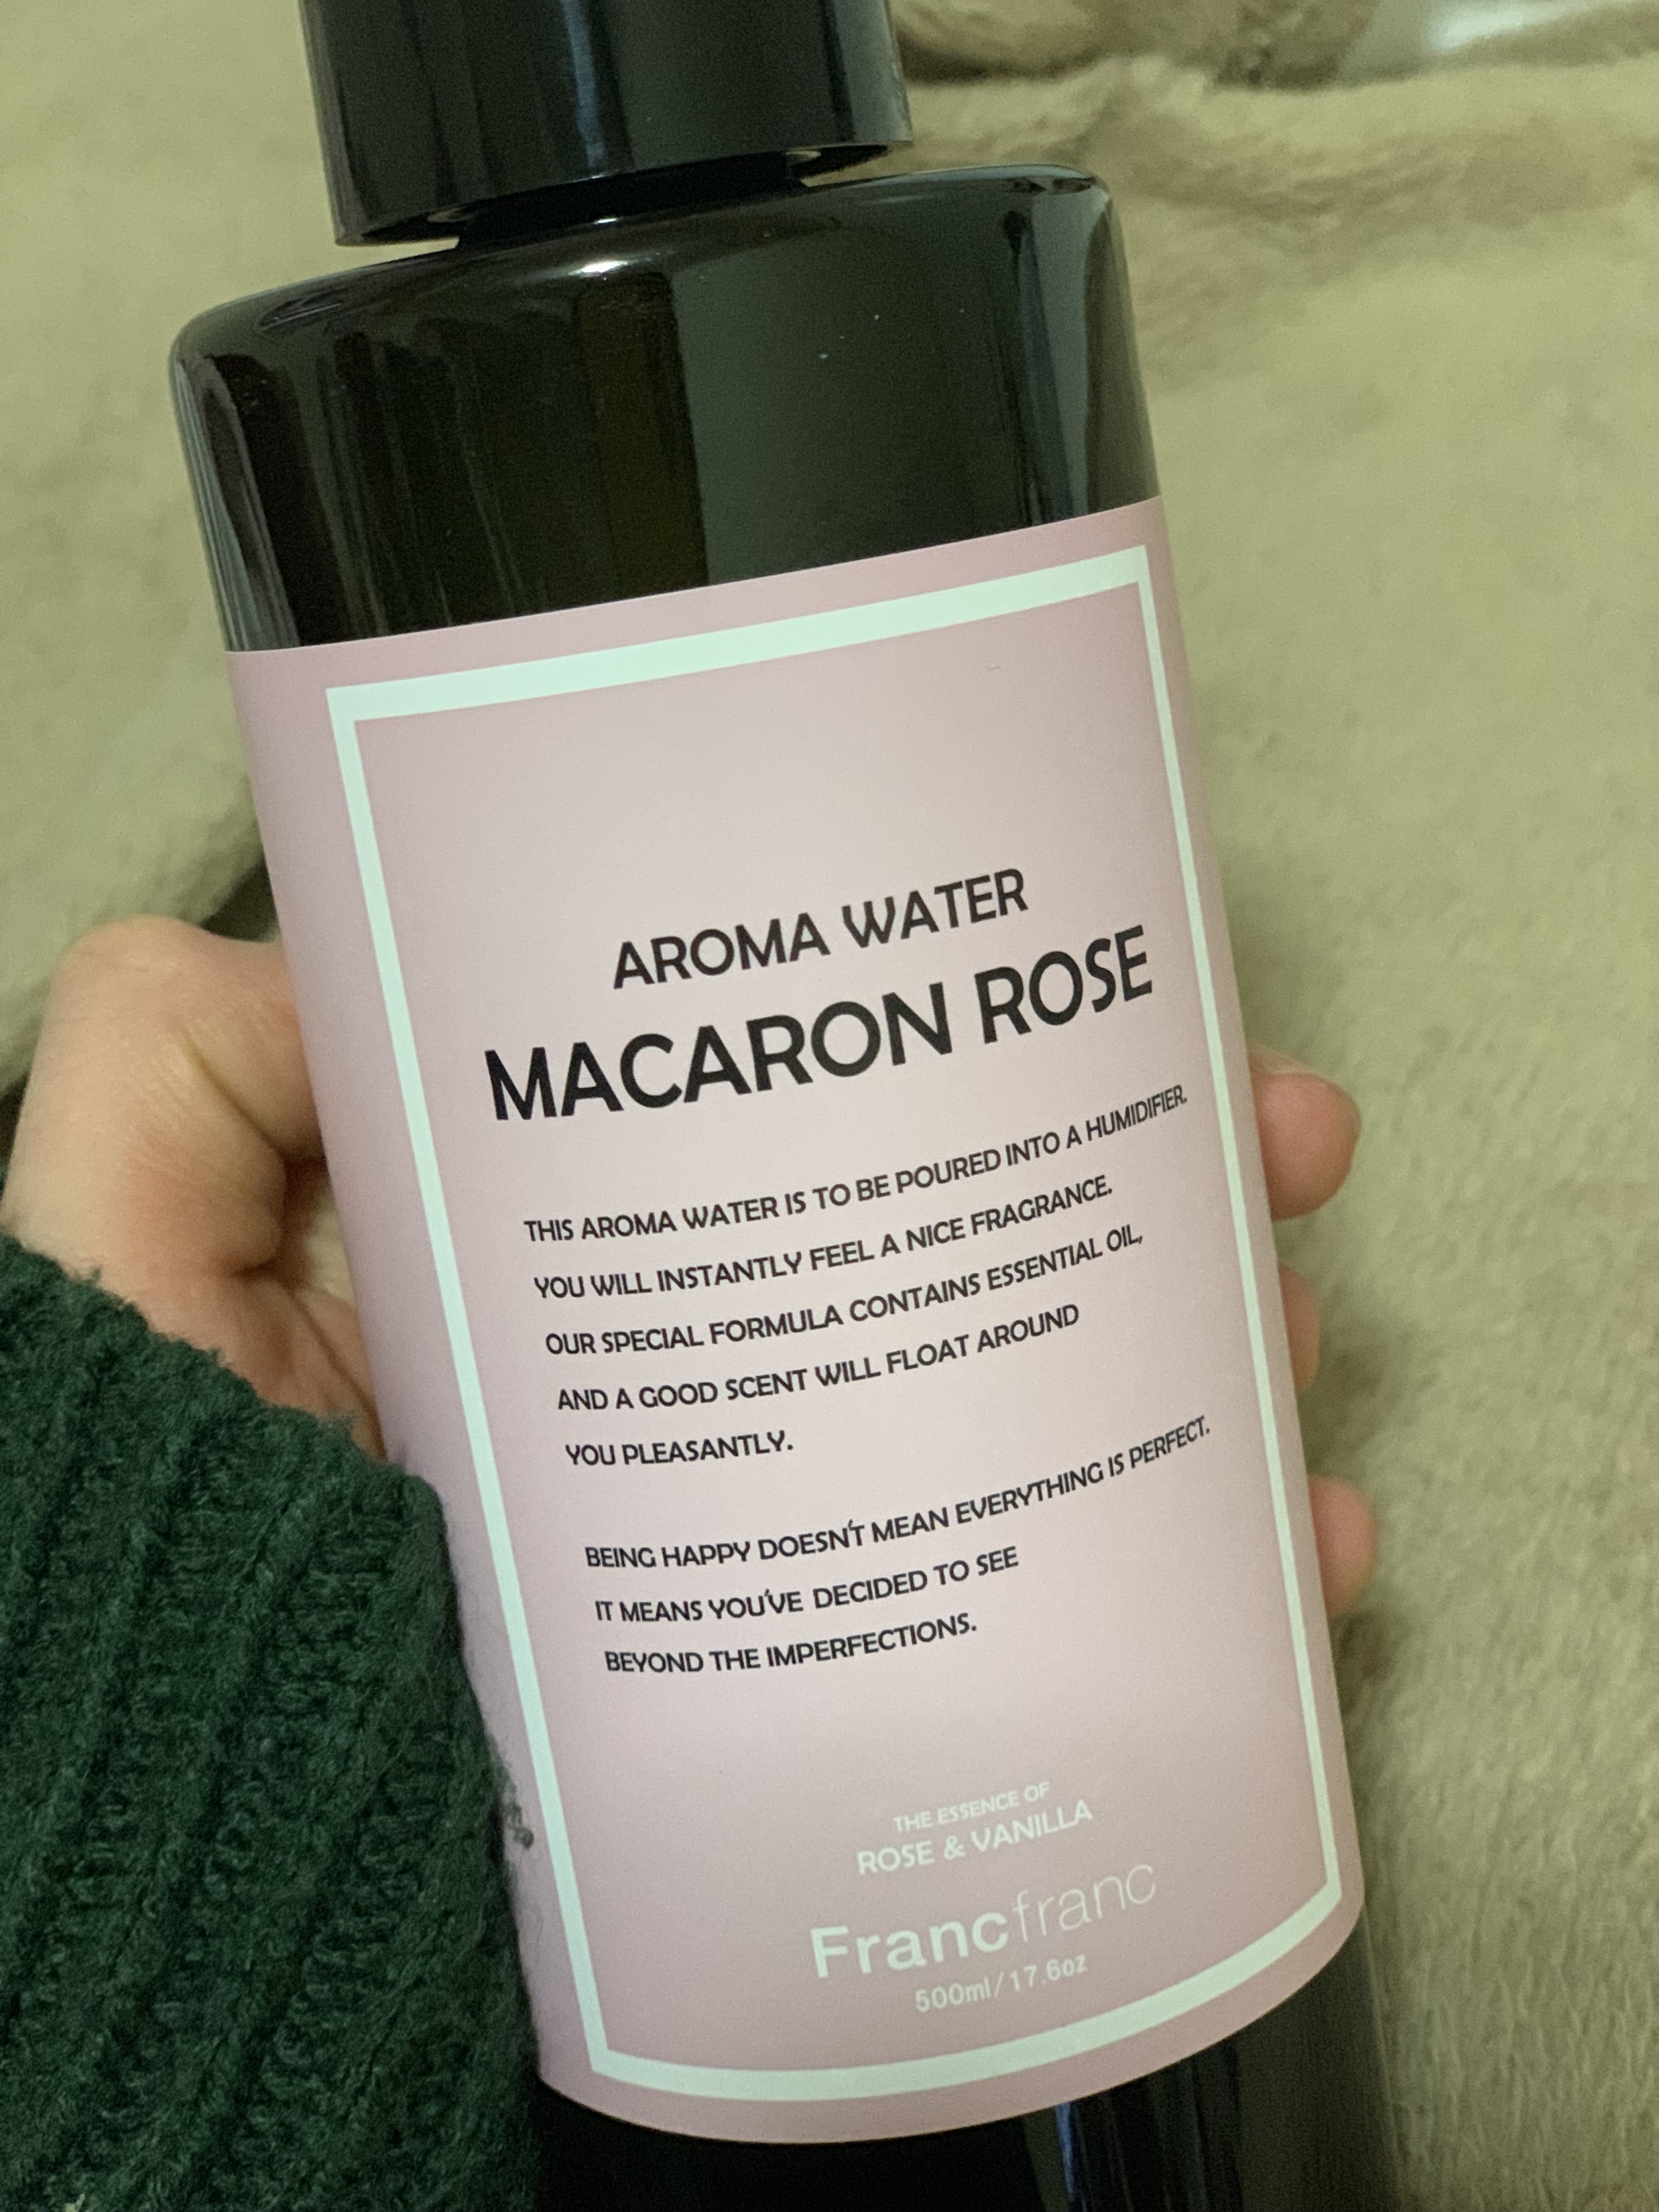 AROMA WATER
MACARON ROSE
THIS AROMA WATER IS TO BE POURED INTO A HUMIDIFIER.
YOU WILL INSTANTLY FEEL A NICE FRAGRANCE.
OUR SPECIAL FORMULA CONTAINS ESSENTIAL OIL,
AND A GOOD SCENT WILL FLOAT AROUND
YOU PLEASANTLY.
BEING HAPPY DOESN'T MEAN EVERYTHING IS PERFECT.
IT MEANS YOU'VE DECIDED TO SEE
BEYOND THE IMPERFECTIONS.
THE ESSENCE OF
ROSE & VANILLA
Francfranc
500ml/17.6oz